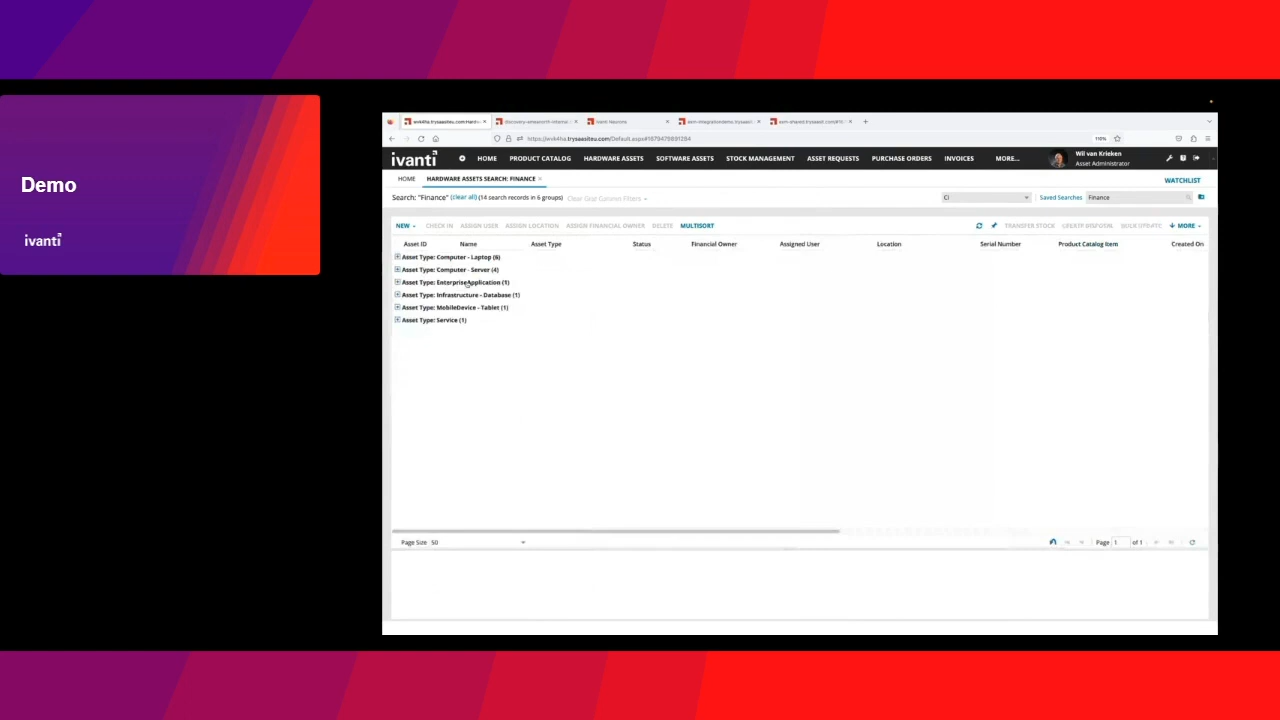 Demo
ivanti
ivanti
HOME PRODUCT CATALOG HARDWARE ASSETS SOFTWARE ASSETS STOCK MANAGEMENT ASSET REQUESTS PURCHASE ORDERS INVOICES MORE...
Wil van Krieken
Asset Administrator
HOME HARDWARE ASSETS SEARCH: FINANCE
WATCHLIST
Search: "Finance" (clear all) (14 search records in 6 groups)
CI Saved Searches Finance
NEW CHECK IN ASSIGN USER ASSIGN LOCATION ASSIGN FINANCIAL OWNER DELETE MULTISORT TRANSFER STOCK CREATE DISPOSAL BULK UPDATE MORE
Asset ID Name Asset Type Status Financial Owner Assigned User Location Serial Number Product Catalog Item Created On
Asset Type: Computer - Laptop (6)
Asset Type: Computer - Server (4)
Asset Type: EnterpriseApplication (1)
Asset Type: Infrastructure - Database (1)
Asset Type: MobileDevice - Tablet (1)
Asset Type: Service (1)
Page Size 50
Page 1 of 1